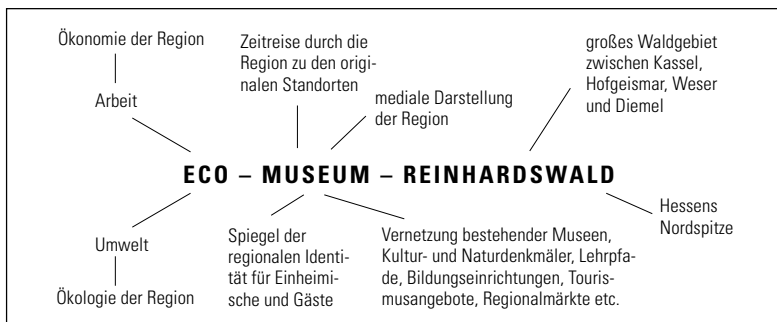 Ökonomie der Region
Arbeit
Zeitreise durch die
Region zu den origi-
nalen Standorten
mediale Darstellung
der Region
großes Waldgebiet
zwischen Kassel,
Hofgeismar, Weser
und Diemel
ECO – MUSEUM – REINHARDSWALD
Umwelt
Ökologie der Region
Spiegel der
regionalen Identi-
tät für Einheimi-
sche und Gäste
Vernetzung bestehender Museen,
Kultur- und Naturdenkmäler, Lehrpfa-
de, Bildungseinrichtungen, Touris-
musangebote, Regionalmärkte etc.
Hessens
Nordspitze